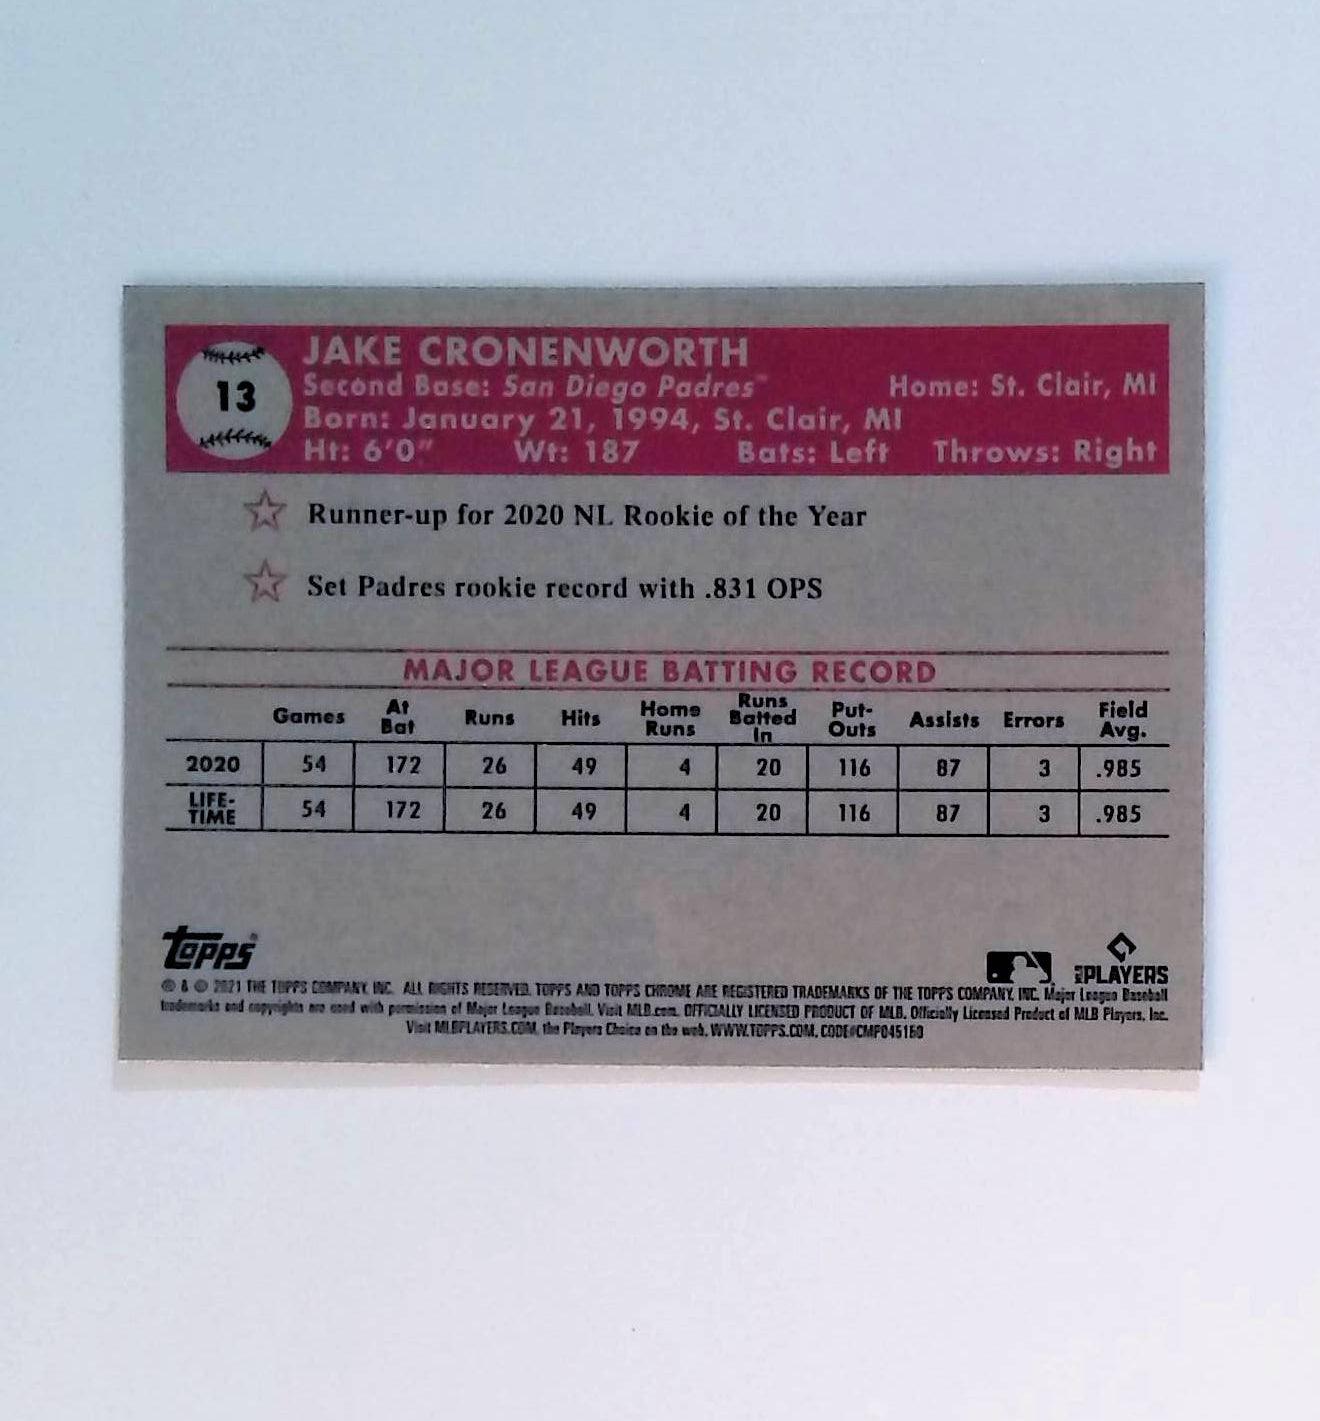 13
JAKE CRONENWORTH
Second Base: San Diego Padres™ Home: St. Clair, MI
Born: January 21, 1994, St. Clair, MI
Ht: 6'0" Wt: 187 Bats: Left Throws: Right
Runner-up for 2020 NL Rookie of the Year
Set Padres rookie record with .831 OPS
MAJOR LEAGUE BATTING RECORD
Games At Bat Runs Hits Home Runs Runs Batted In Put-Outs Assists Errors Field Avg.
2020 54 172 26 49 4 20 116 87 3 .985
LIFE-TIME 54 172 26 49 4 20 116 87 3 .985
Topps®
PLAYERS
® & © 2021 THE TOPPS COMPANY, INC. ALL RIGHTS RESERVED. TOPPS AND TOPPS CHROME ARE REGISTERED TRADEMARKS OF THE TOPPS COMPANY, INC. Major League Baseball
trademarks and copyrights are used with permission of Major League Baseball. Visit MLB.com. OFFICIALLY LICENSED PRODUCT OF MLB. Officially Licensed Product of MLB Players, Inc.
Visit MLBPLAYERS.COM, the Players Choice on the web. WWW.TOPPS.COM. CODE#CMP045160